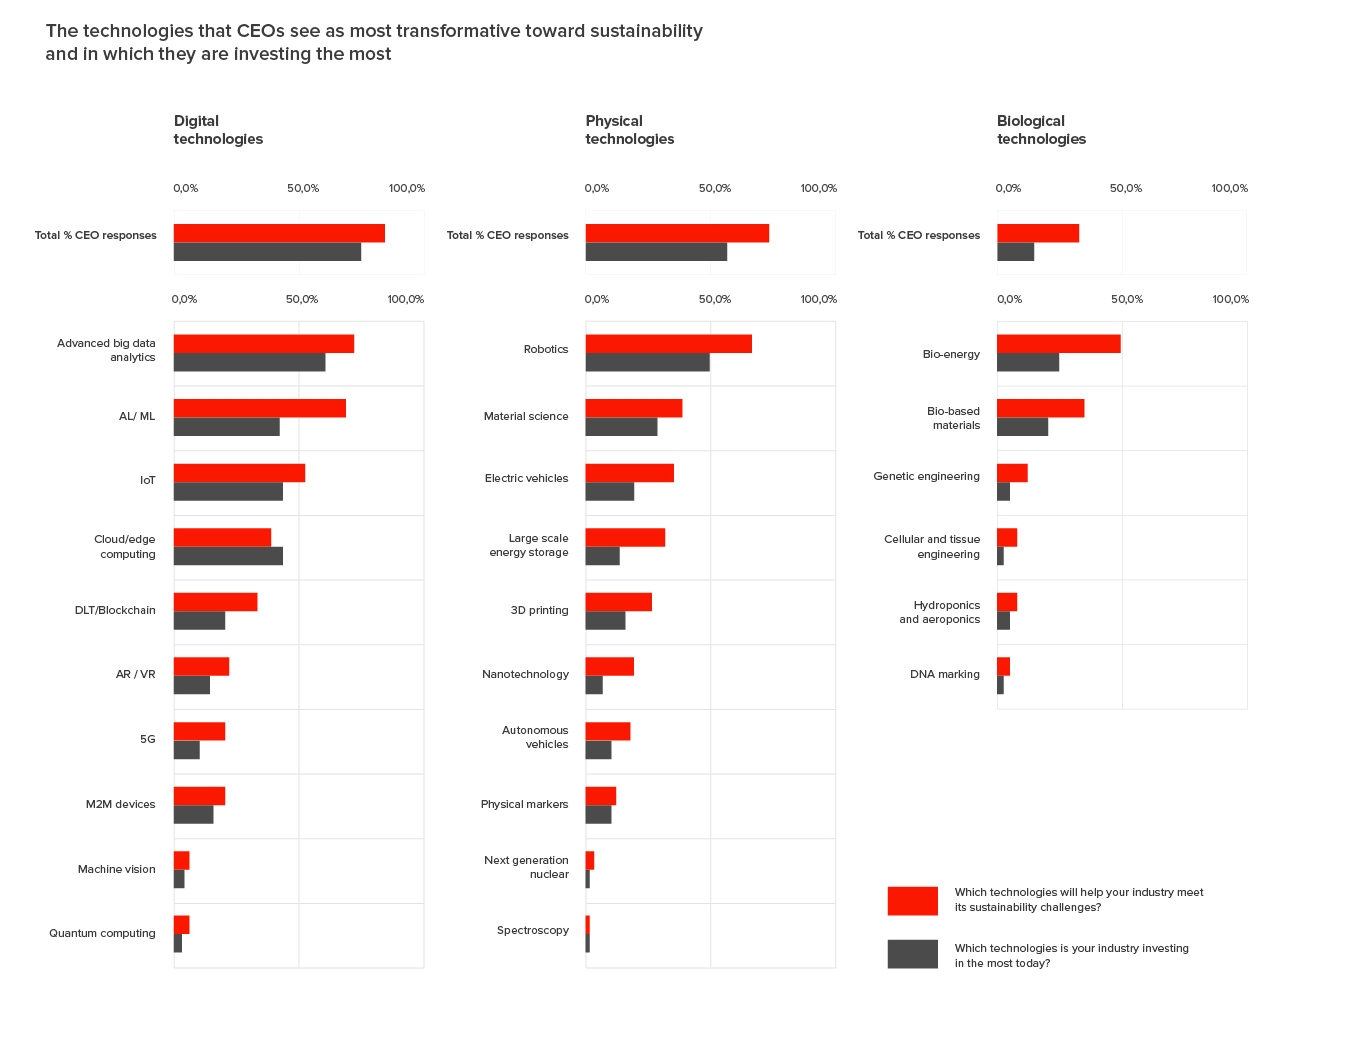 The technologies that CEOs see as most transformative toward sustainability
and in which they are investing the most
Digital
technologies
0,0% 50,0% 100,0%
Total % CEO responses
0,0% 50,0% 100,0%
Advanced big data
analytics
AL/ ML
IoT
Cloud/edge
computing
DLT/Blockchain
AR / VR
5G
M2M devices
Machine vision
Quantum computing
Physical
technologies
0,0% 50,0% 100,0%
Total % CEO responses
0,0% 50,0% 100,0%
Robotics
Material science
Electric vehicles
Large scale
energy storage
3D printing
Nanotechnology
Autonomous
vehicles
Physical markers
Next generation
nuclear
Spectroscopy
Biological
technologies
0,0% 50,0% 100,0%
Total % CEO responses
0,0% 50,0% 100,0%
Bio-energy
Bio-based
materials
Genetic engineering
Cellular and tissue
engineering
Hydroponics
and aeroponics
DNA marking
Which technologies will help your industry meet
its sustainability challenges?
Which technologies is your industry investing
in the most today?